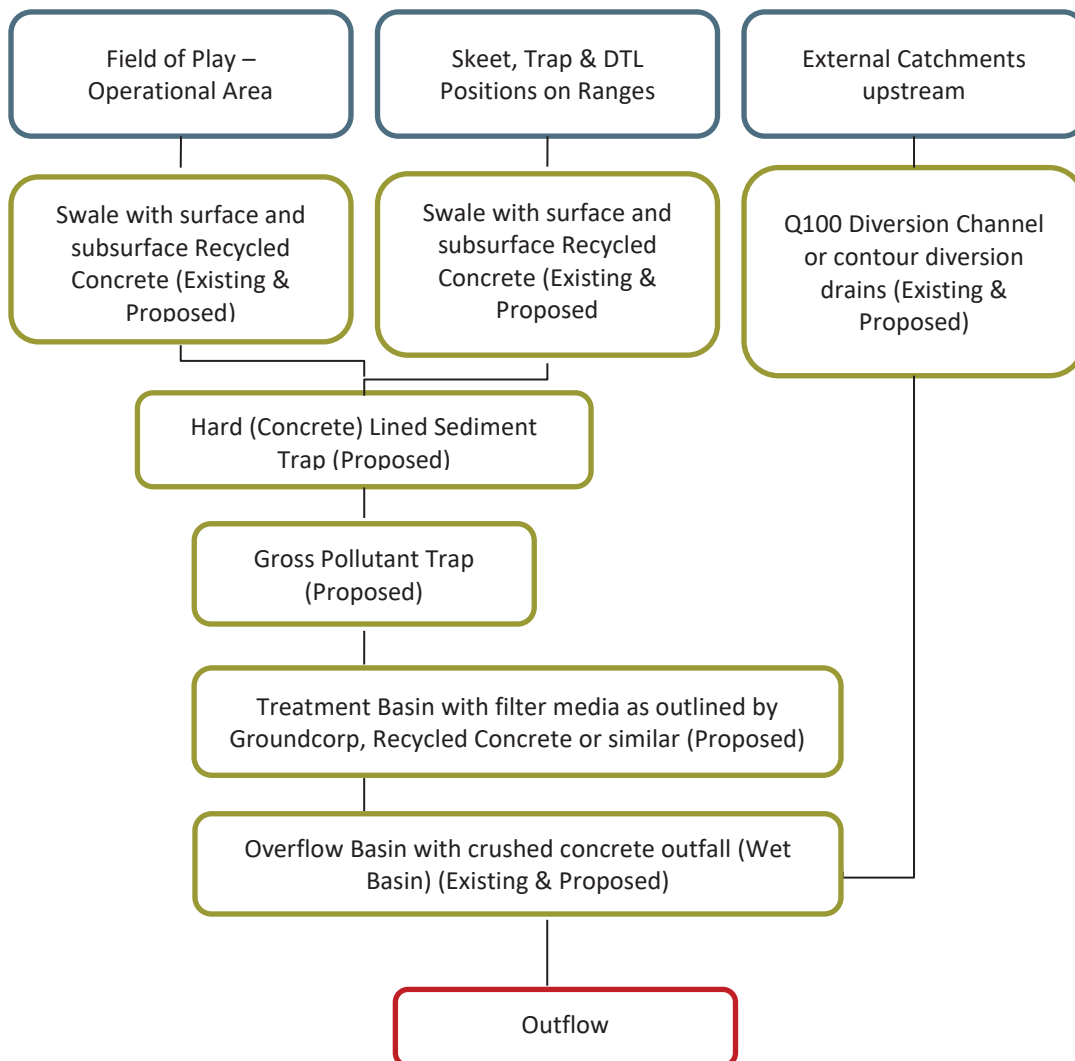 Field of Play –
Operational Area
Skeet, Trap & DTL
Positions on Ranges
External Catchments
upstream
Swale with surface and
subsurface Recycled
Concrete (Existing &
Proposed)
Swale with surface and
subsurface Recycled
Concrete (Existing &
Proposed
Q100 Diversion Channel
or contour diversion
drains (Existing &
Proposed)
Hard (Concrete) Lined Sediment
Trap (Proposed)
Gross Pollutant Trap
(Proposed)
Treatment Basin with filter media as outlined by
Groundcorp, Recycled Concrete or similar (Proposed)
Overflow Basin with crushed concrete outfall (Wet
Basin) (Existing & Proposed)
Outflow